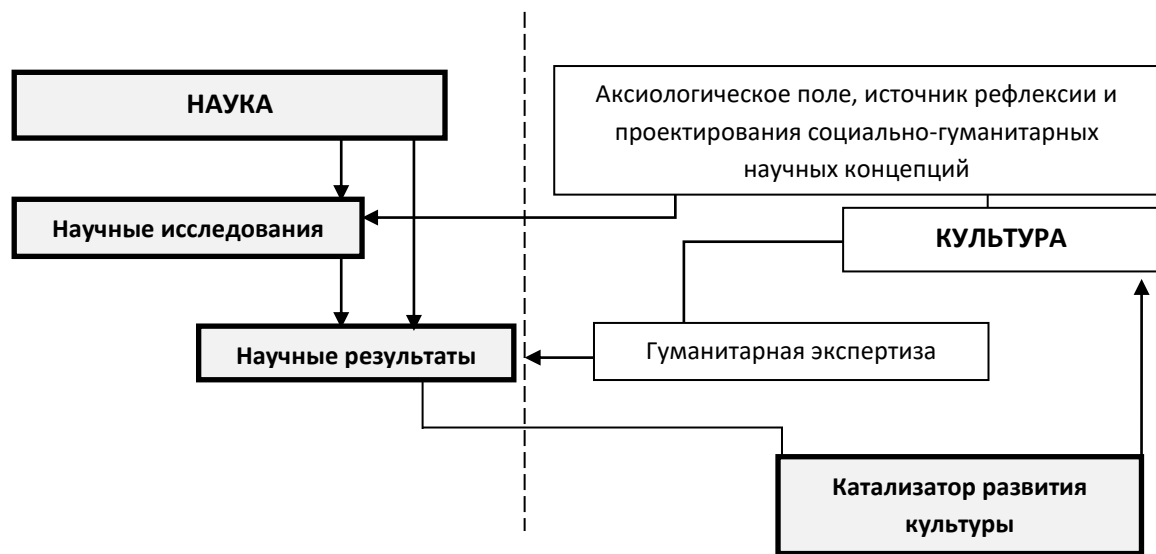 НАУКА
Аксиологическое поле, источник рефлексии и
проектирования социально-гуманитарных
научных концепций
Научные исследования
КУЛЬТУРА
Научные результаты
Гуманитарная экспертиза
Катализатор развития
культуры